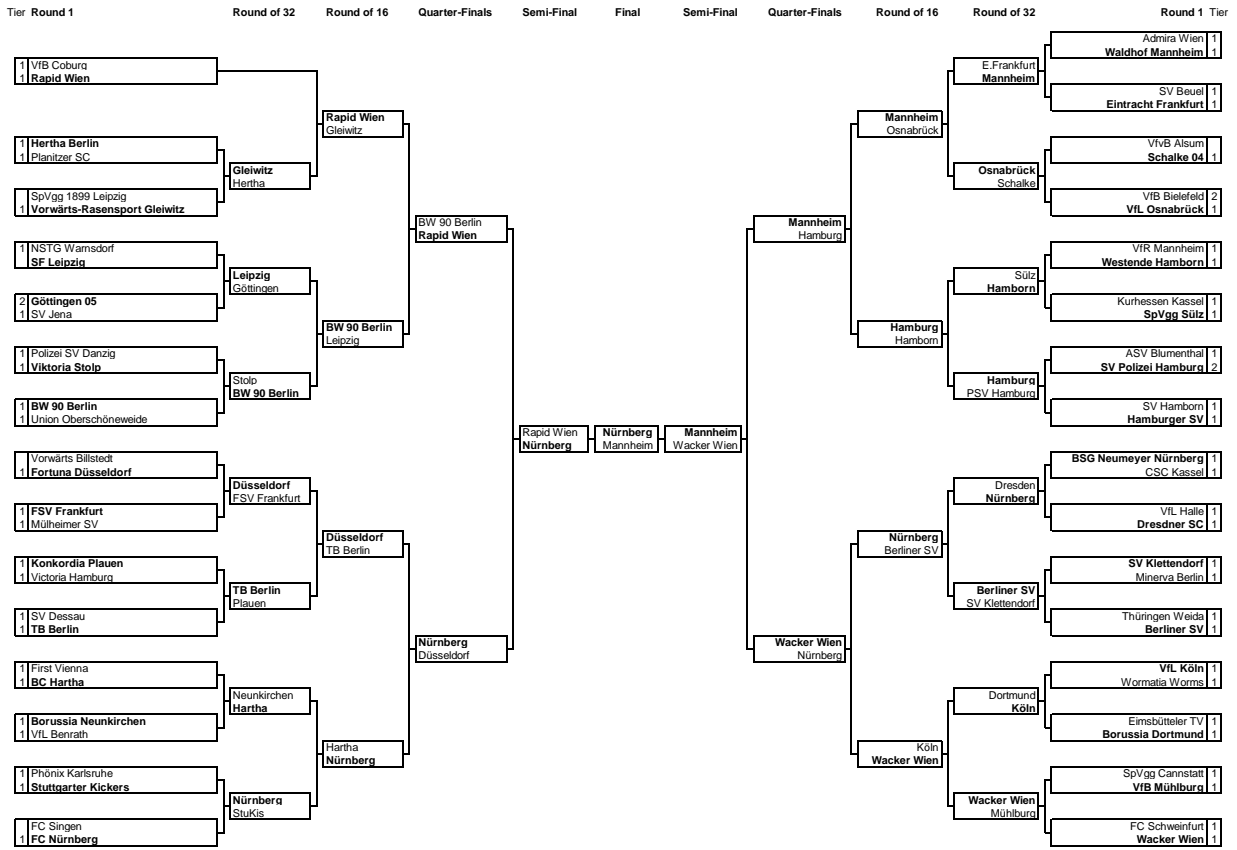 Tier Round 1 Round of 32 Round of 16 Quarter-Finals Semi-Final Final Semi-Final Quarter-Finals Round of 16 Round of 32 Round 1 Tier
1 VfB Coburg
1 Rapid Wien
1 Hertha Berlin
1 Planitzer SC
SpVgg 1899 Leipzig
1 Vorwärts-Rasensport Gleiwitz
1 NSTG Warnsdorf
SF Leipzig
2 Göttingen 05
1 SV Jena
1 Polizei SV Danzig
1 Viktoria Stolp
1 BW 90 Berlin
1 Union Oberschöneweide
Vorwärts Billstedt
1 Fortuna Düsseldorf
1 FSV Frankfurt
1 Mülheimer SV
1 Konkordia Plauen
1 Victoria Hamburg
1 SV Dessau
1 TB Berlin
1 First Vienna
1 BC Hartha
1 Borussia Neunkirchen
1 VfL Benrath
1 Phönix Karlsruhe
1 Stuttgarter Kickers
FC Singen
1 FC Nürnberg
Gleiwitz
Hertha
Leipzig
Göttingen
Stolp
BW 90 Berlin
Düsseldorf
FSV Frankfurt
TB Berlin
Plauen
Neunkirchen
Hartha
Nürnberg
StuKis
Rapid Wien
Gleiwitz
BW 90 Berlin
Leipzig
Düsseldorf
TB Berlin
Hartha
Nürnberg
BW 90 Berlin
Rapid Wien
Nürnberg
Düsseldorf
Rapid Wien
Nürnberg
Nürnberg
Mannheim
Mannheim
Wacker Wien
Mannheim
Hamburg
Wacker Wien
Nürnberg
Mannheim
Osnabrück
Hamburg
Hamborn
Nürnberg
Berliner SV
Köln
Wacker Wien
E.Frankfurt
Mannheim
Osnabrück
Schalke
Sülz
Hamborn
Hamburg
PSV Hamburg
Dresden
Nürnberg
Berliner SV
SV Klettendorf
Dortmund
Köln
Wacker Wien
Mühlburg
Admira Wien 1
Waldhof Mannheim 1
SV Beuel 1
Eintracht Frankfurt 1
VfvB Alsum
Schalke 04 1
VfB Bielefeld 2
VfL Osnabrück 1
VfR Mannheim 1
Westende Hamborn 1
Kurhessen Kassel 1
SpVgg Sülz 1
ASV Blumenthal 1
SV Polizei Hamburg 2
SV Hamborn 1
Hamburger SV 1
BSG Neumeyer Nürnberg 1
CSC Kassel 1
VfL Halle 1
Dresdner SC 1
SV Klettendorf 1
Minerva Berlin 1
Thüringen Weida 1
Berliner SV 1
VfL Köln 1
Wormatia Worms 1
Eimsbütteler TV 1
Borussia Dortmund 1
SpVgg Cannstatt 1
VfB Mühlburg 1
FC Schweinfurt 1
Wacker Wien 1